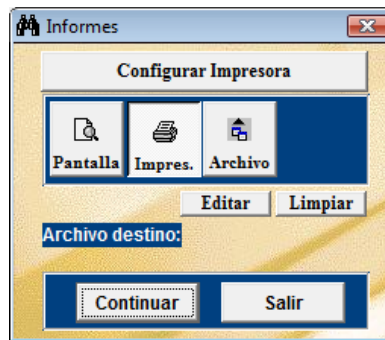 Informes
Configurar Impresora
Pantalla Impres. Archivo
Editar Limpiar
Archivo destino:
Continuar Salir